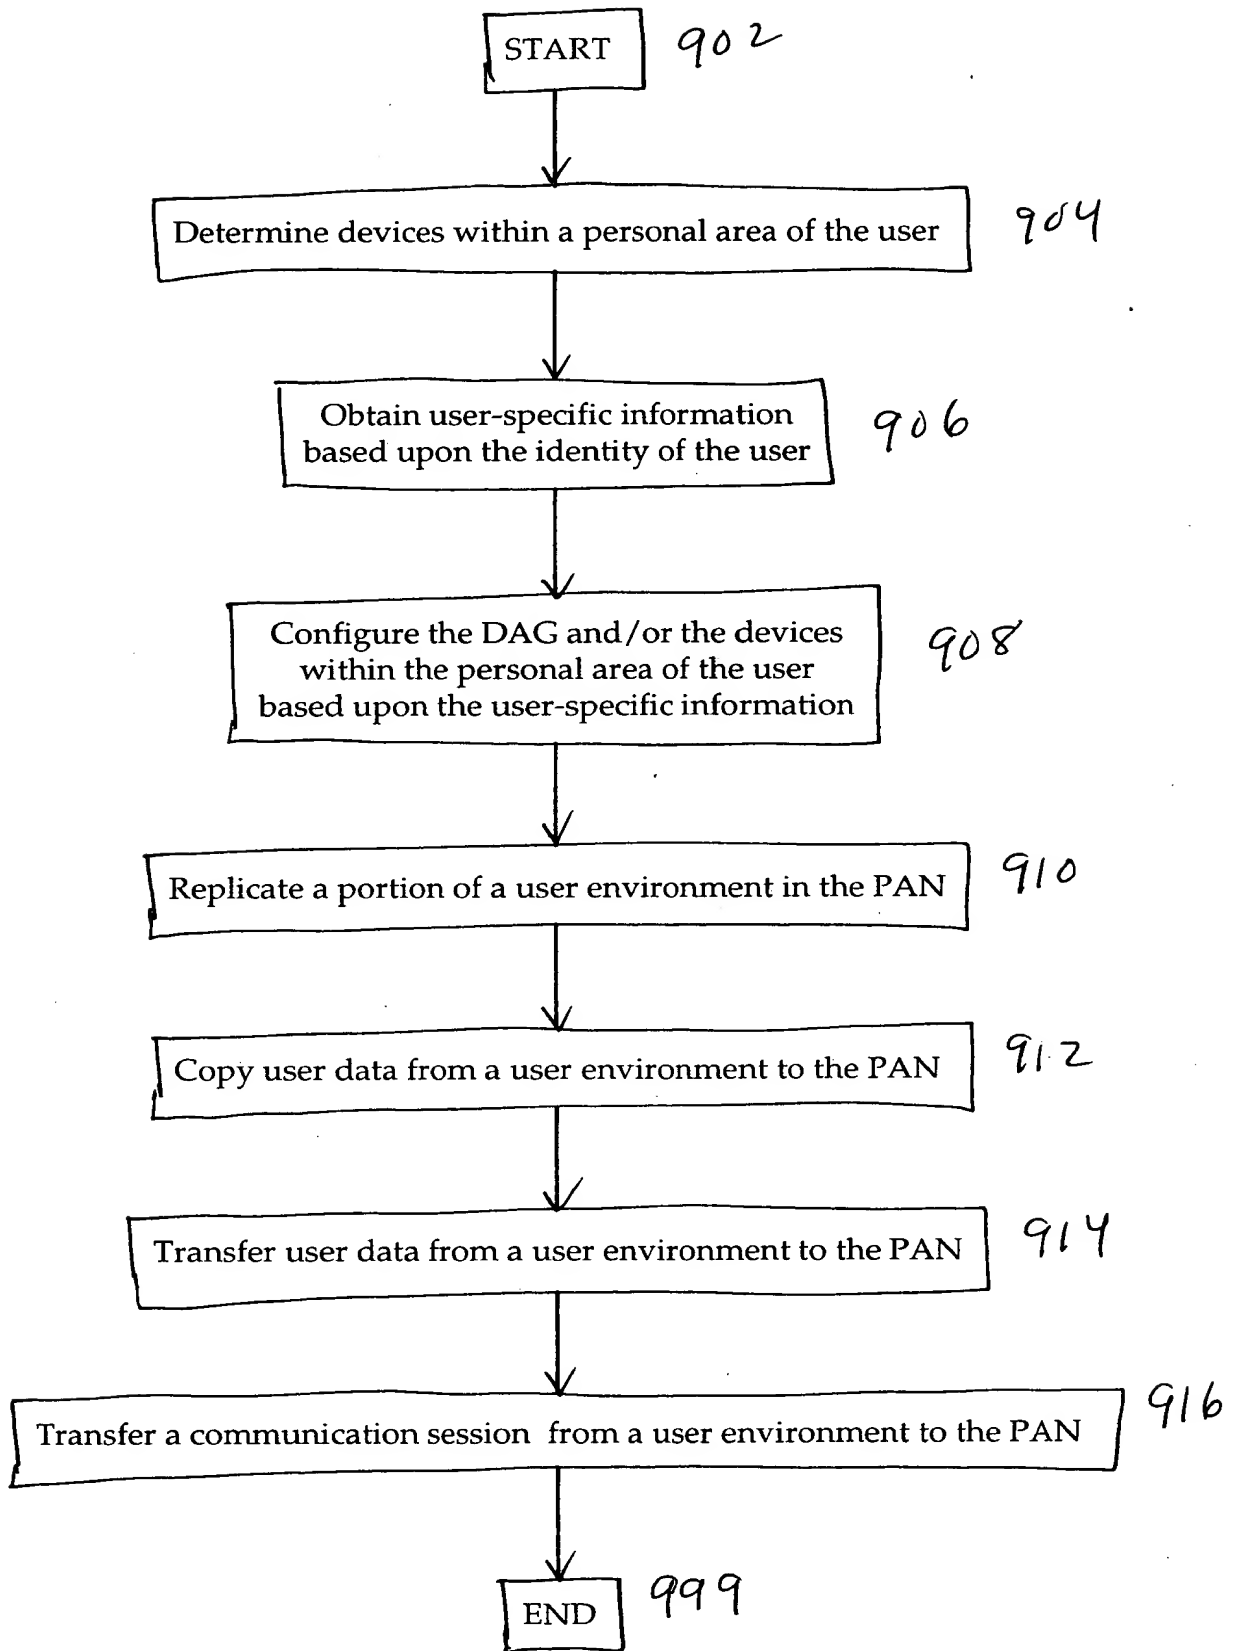 START 902
Determine devices within a personal area of the user 904
Obtain user-specific information
based upon the identity of the user 906
Configure the DAG and/or the devices
within the personal area of the user 908
based upon the user-specific information
Replicate a portion of a user environment in the PAN 910
Copy user data from a user environment to the PAN 912
Transfer user data from a user environment to the PAN 914
Transfer a communication session from a user environment to the PAN 916
END 999